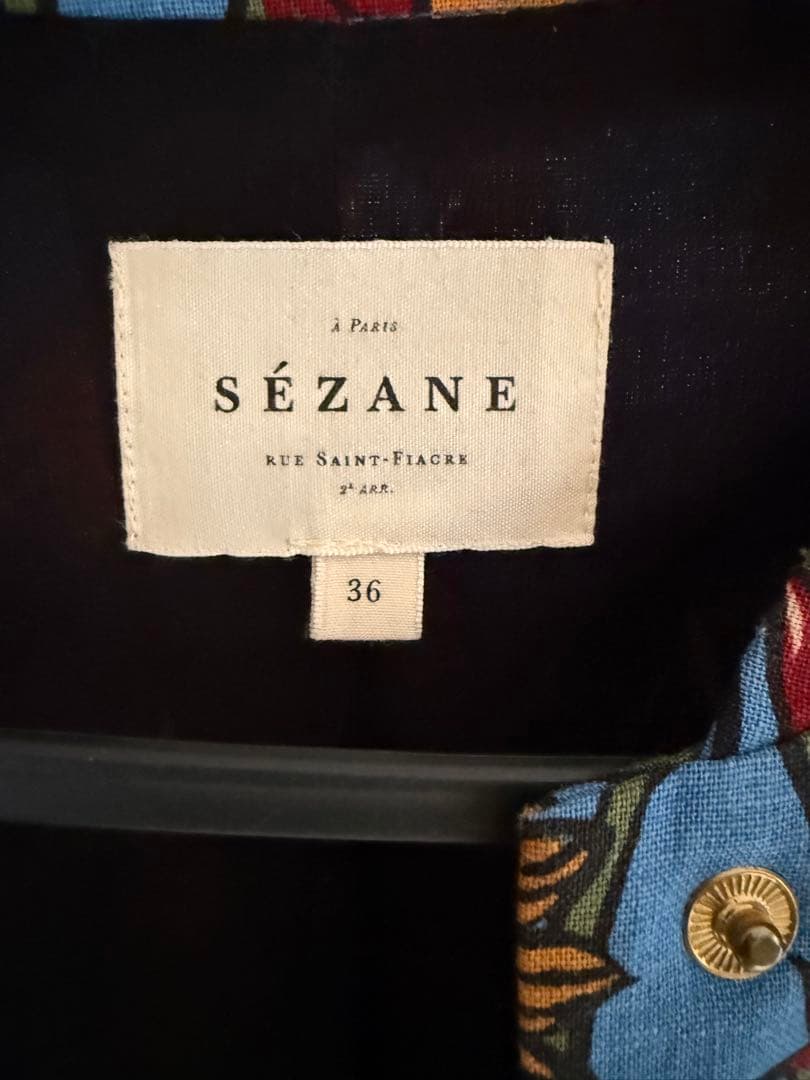 À PARIS
SÉZANE
RUE SAINT-FIACRE
2E ARR.
36